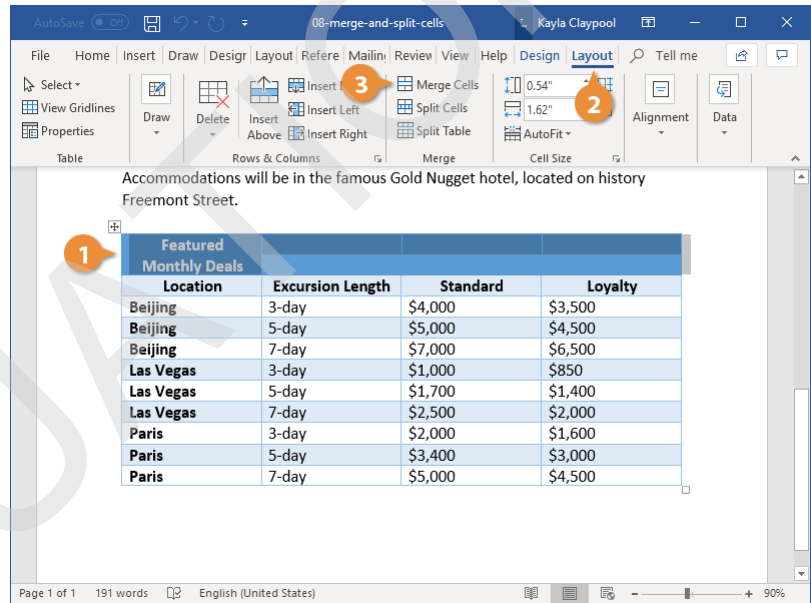 AutoSave Off 08-merge-and-split-cells Kayla Claypool
File Home Insert Draw Desigr Layout Refere Mailin Review View Help Design Layout Tell me
Select
View Gridlines
Properties
Table
Draw
Delete
Insert
Above
Insert
Insert Left
Insert Right
Rows & Columns
3
Merge Cells
Split Cells
Split Table
Merge
0.54"
1.62"
AutoFit
Cell Size
2
Alignment
Data
Accommodations will be in the famous Gold Nugget hotel, located on history
Freemont Street.
1
Featured
Monthly Deals
Location Excursion Length Standard Loyalty
Beijing 3-day $4,000 $3,500
Beijing 5-day $5,000 $4,500
Beijing 7-day $7,000 $6,500
Las Vegas 3-day $1,000 $850
Las Vegas 5-day $1,700 $1,400
Las Vegas 7-day $2,500 $2,000
Paris 3-day $2,000 $1,600
Paris 5-day $3,400 $3,000
Paris 7-day $5,000 $4,500
Page 1 of 1 191 words English (United States) 90%